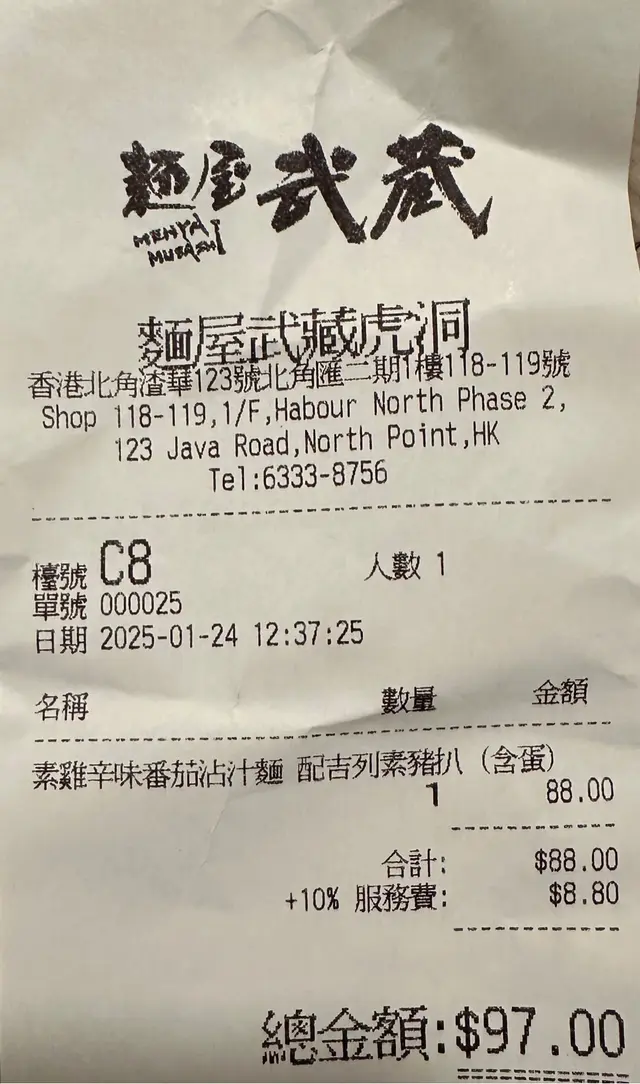 麵屋武蔵
MENYA
MUSASHI
麵屋武藏虎洞
香港北角渣華123號北角匯二期1樓118-119號
Shop 118-119,1/F,Habour North Phase 2,
123 Java Road,North Point,HK
Tel:6333-8756
檯號 C8 人數 1
單號 000025
日期 2025-01-24 12:37:25
名稱 數量 金額
素雞辛味番茄沾汁麵 配吉列素豬扒 (含蛋)
1 88.00
合計: $88.00
+10% 服務費: $8.80
總金額:$97.00